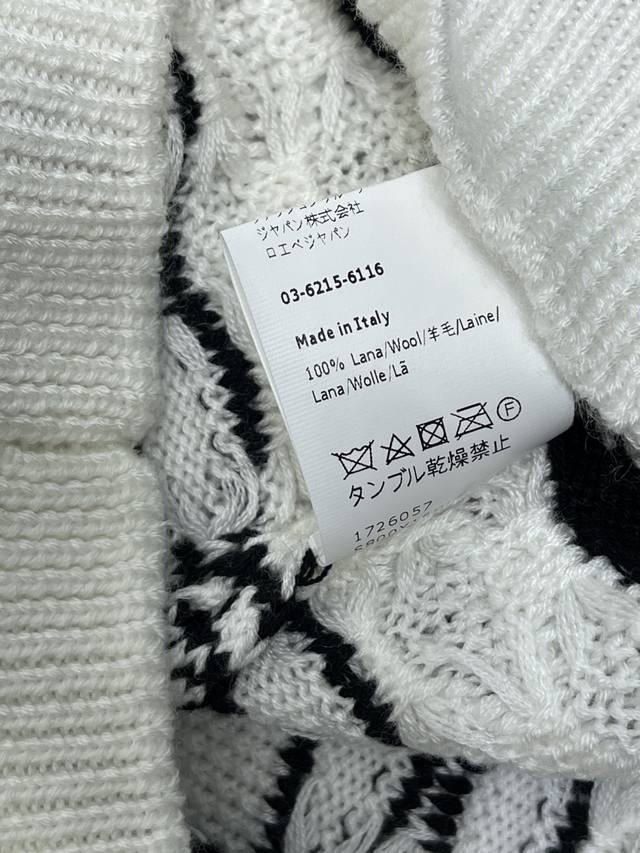 ジャパン株式会社
ロエベジャパン
03-6215-6116
Made in Italy
100% Lana/Wool/羊毛/Laine/
Lana/Wolle/Lã
F
タンブル乾燥禁止
1726057